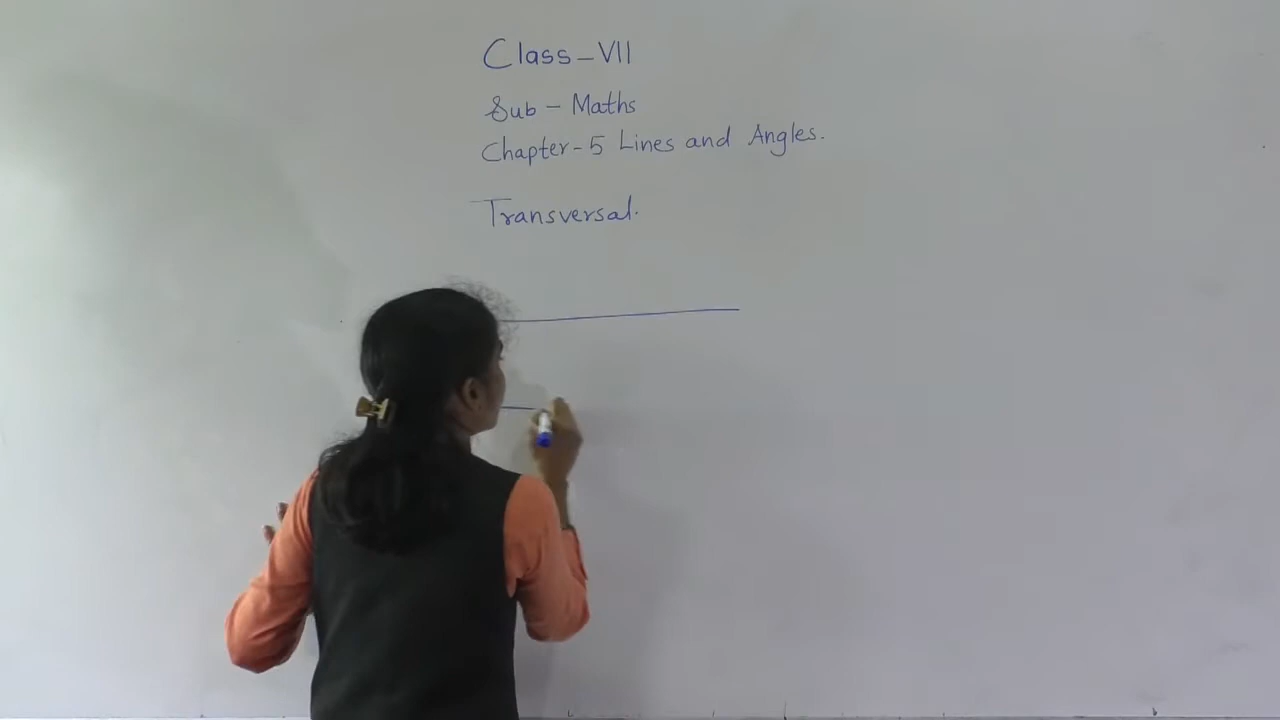 Class-VII
Sub - Maths
Chapter-5 Lines and Angles.
Transversal.